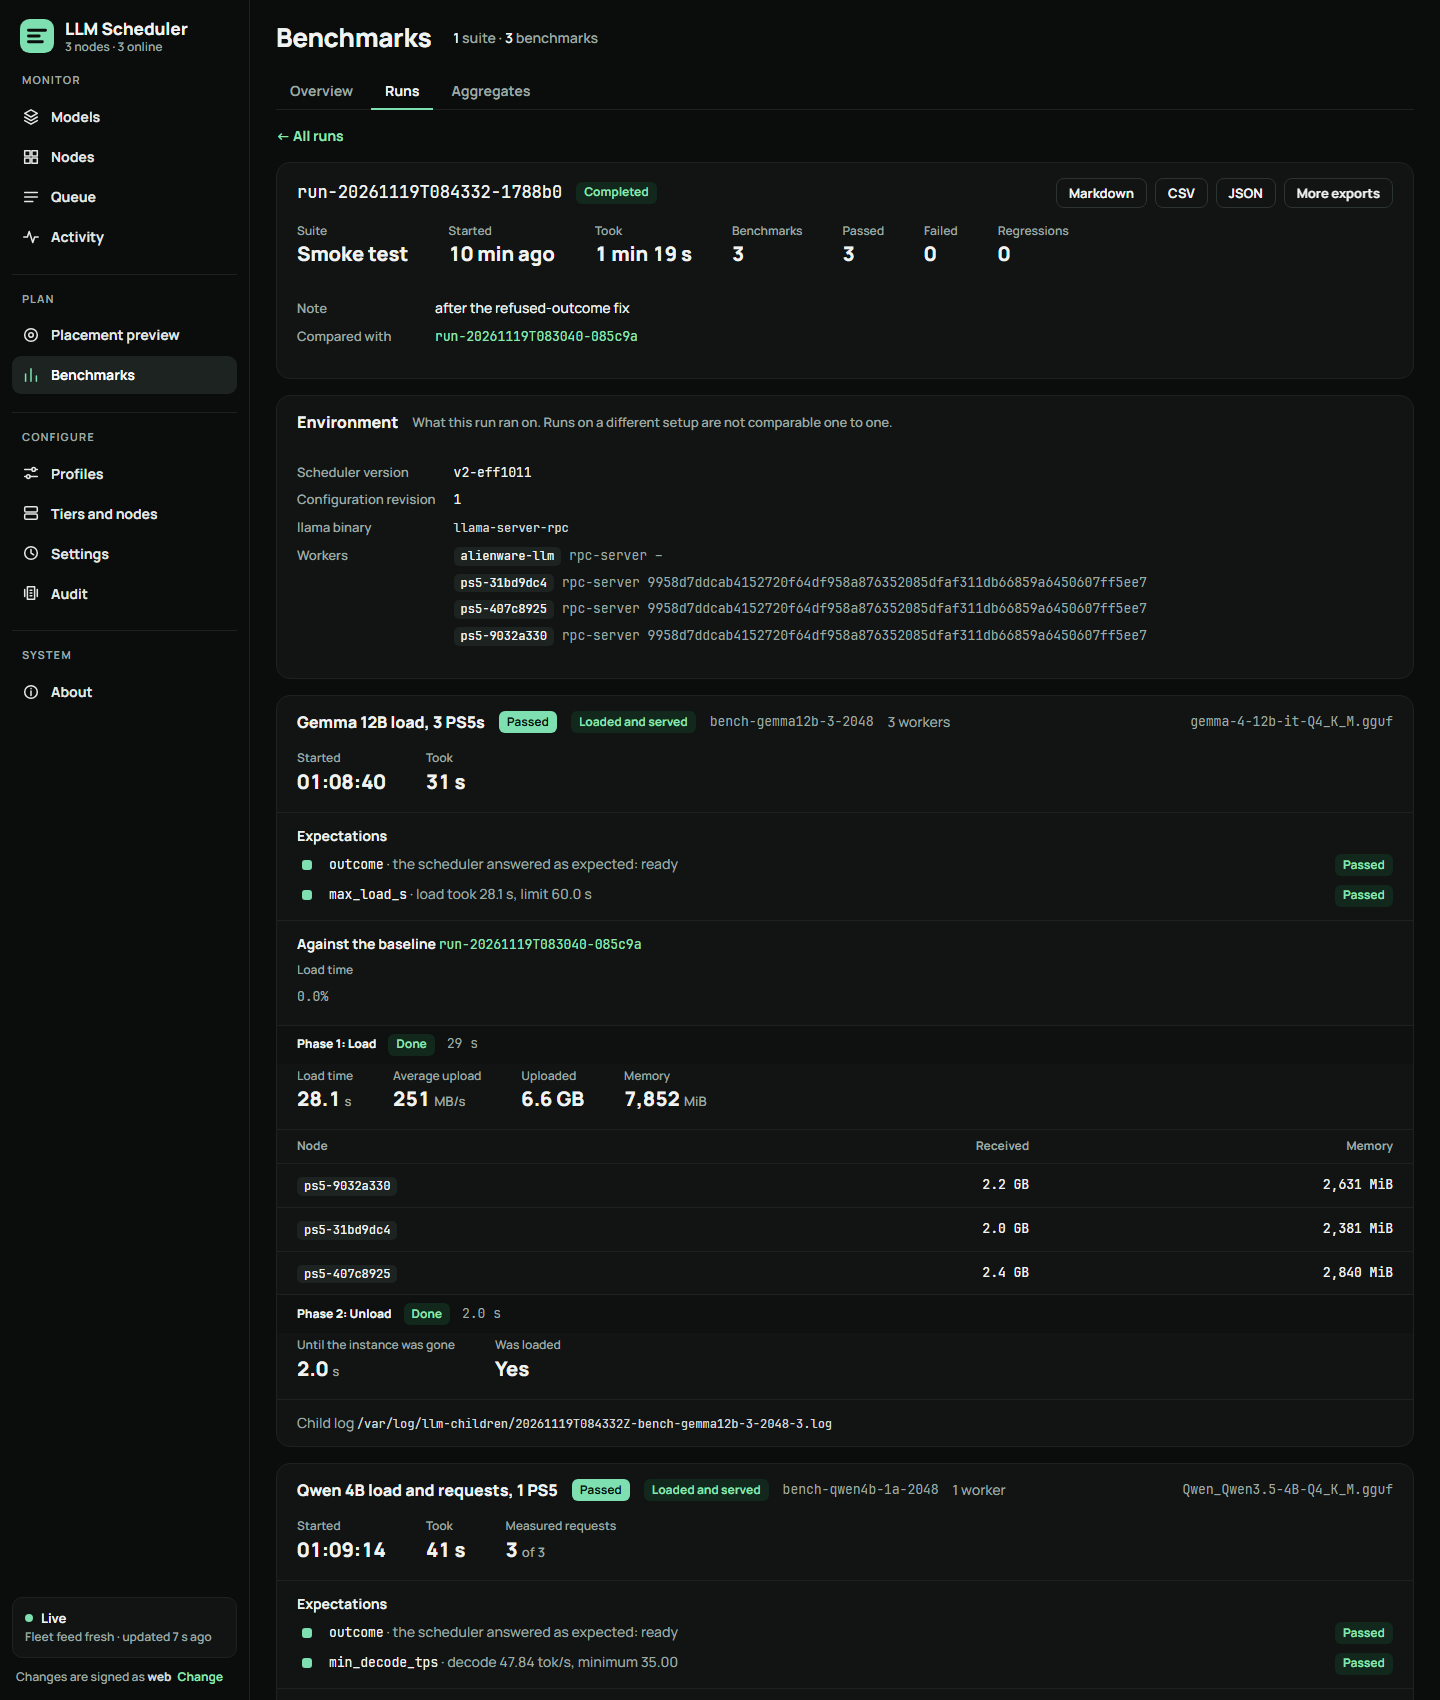 LLM Scheduler
3 nodes · 3 online
MONITOR
Models
Nodes
Queue
Activity
PLAN
Placement preview
Benchmarks
CONFIGURE
Profiles
Tiers and nodes
Settings
Audit
SYSTEM
About
Live
Fleet feed fresh · updated 7 s ago
Changes are signed as web Change
Benchmarks 1 suite · 3 benchmarks
Overview Runs Aggregates
← All runs
run-20261119T084332-1788b0 Completed Markdown CSV JSON More exports
Suite Started Took Benchmarks Passed Failed Regressions
Smoke test 10 min ago 1 min 19 s 3 3 0 0
Note after the refused-outcome fix
Compared with run-20261119T083040-085c9a
Environment What this run ran on. Runs on a different setup are not comparable one to one.
Scheduler version v2-eff1011
Configuration revision 1
llama binary llama-server-rpc
Workers alienware-llm rpc-server –
ps5-31bd9dc4 rpc-server 9958d7ddcab4152720f64df958a876352085dfaf311db66859a6450607ff5ee7
ps5-407c8925 rpc-server 9958d7ddcab4152720f64df958a876352085dfaf311db66859a6450607ff5ee7
ps5-9032a330 rpc-server 9958d7ddcab4152720f64df958a876352085dfaf311db66859a6450607ff5ee7
Gemma 12B load, 3 PS5s Passed Loaded and served bench-gemma12b-3-2048 3 workers gemma-4-12b-it-Q4_K_M.gguf
Started Took
01:08:40 31 s
Expectations
outcome · the scheduler answered as expected: ready Passed
max_load_s · load took 28.1 s, limit 60.0 s Passed
Against the baseline run-20261119T083040-085c9a
Load time
0.0%
Phase 1: Load Done 29 s
Load time Average upload Uploaded Memory
28.1 s 251 MB/s 6.6 GB 7,852 MiB
Node Received Memory
ps5-9032a330 2.2 GB 2,631 MiB
ps5-31bd9dc4 2.0 GB 2,381 MiB
ps5-407c8925 2.4 GB 2,840 MiB
Phase 2: Unload Done 2.0 s
Until the instance was gone Was loaded
2.0 s Yes
Child log /var/log/llm-children/20261119T084332Z-bench-gemma12b-3-2048-3.log
Qwen 4B load and requests, 1 PS5 Passed Loaded and served bench-qwen4b-1a-2048 1 worker Qwen_Qwen3.5-4B-Q4_K_M.gguf
Started Took Measured requests
01:09:14 41 s 3 of 3
Expectations
outcome · the scheduler answered as expected: ready Passed
min_decode_tps · decode 47.84 tok/s, minimum 35.00 Passed